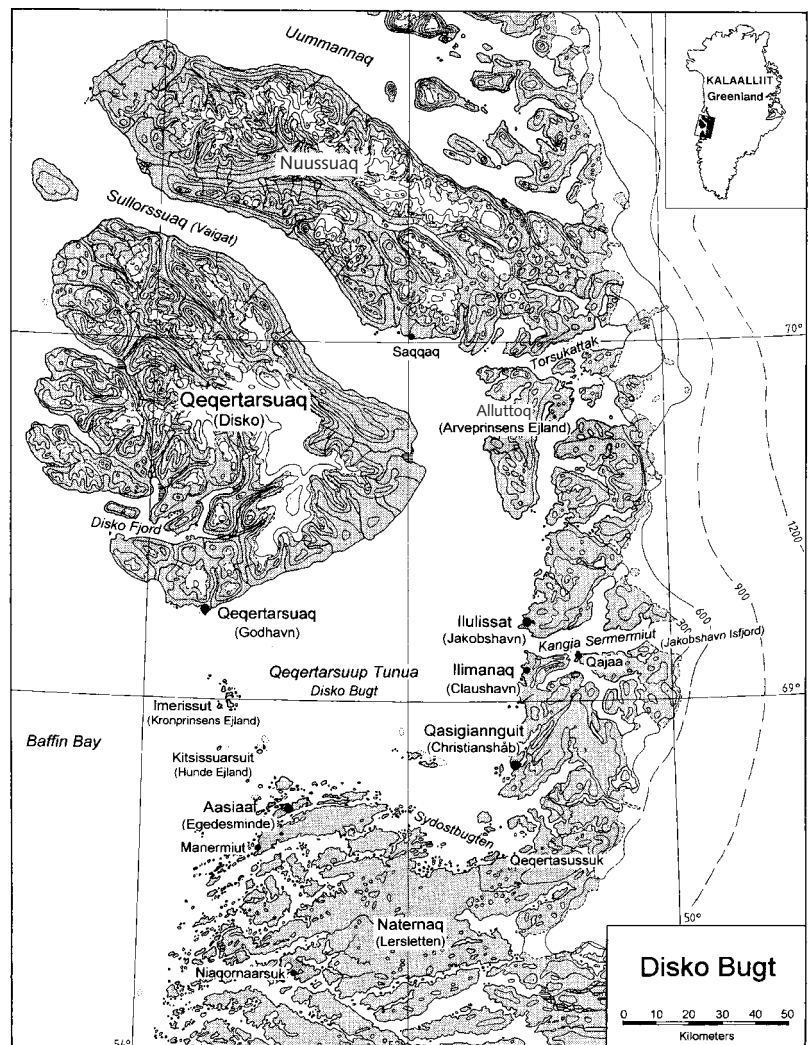 Uummannaq
KALAALLIIT
Greenland
Nuussuaq
Sullorssuaq (Vaigat)
70°
Saqqaq
Torsukattak
Qeqertarsuaq
(Disko)
Alluttoq
(Arveprinsens Ejland)
Disko Fjord
1200
900
600
300
Qeqertarsuaq
(Godhavn)
Ilulissat
(Jakobshavn)
Kangia Sermermiut (Jakobshavn Isfjord)
Qajaa
Qeqertarsuup Tunua
Disko Bugt
Ilimanaq
(Claushavn)
69°
Imerissut
(Kronprinsens Ejland)
Baffin Bay
Qasigiannguit
(Christianshåb)
Kitsissuarsuit
(Hunde Ejland)
Aasiaat
(Egedesminde)
Sydostbugten
Manermiut
Qeqertasussuk
Naternaq
(Lersletten)
50°
Niaqornaarsuk
54°
Disko Bugt
0 10 20 30 40 50
Kilometers